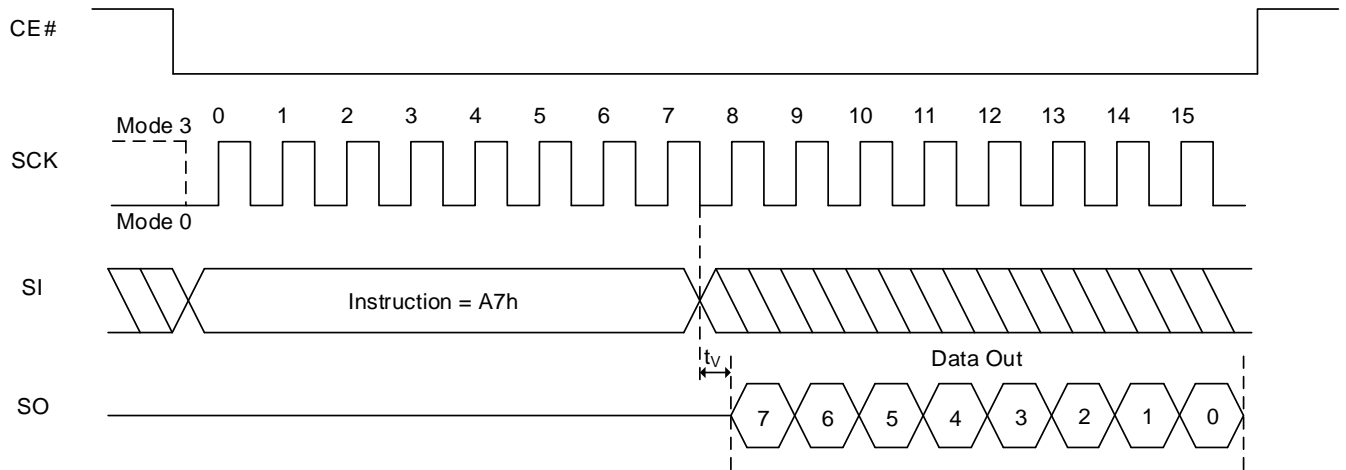 CE#
Mode 3 0 1 2 3 4 5 6 7 8 9 10 11 12 13 14 15
SCK
Mode 0
SI
Instruction = A7h
tV Data Out
SO
7 6 5 4 3 2 1 0